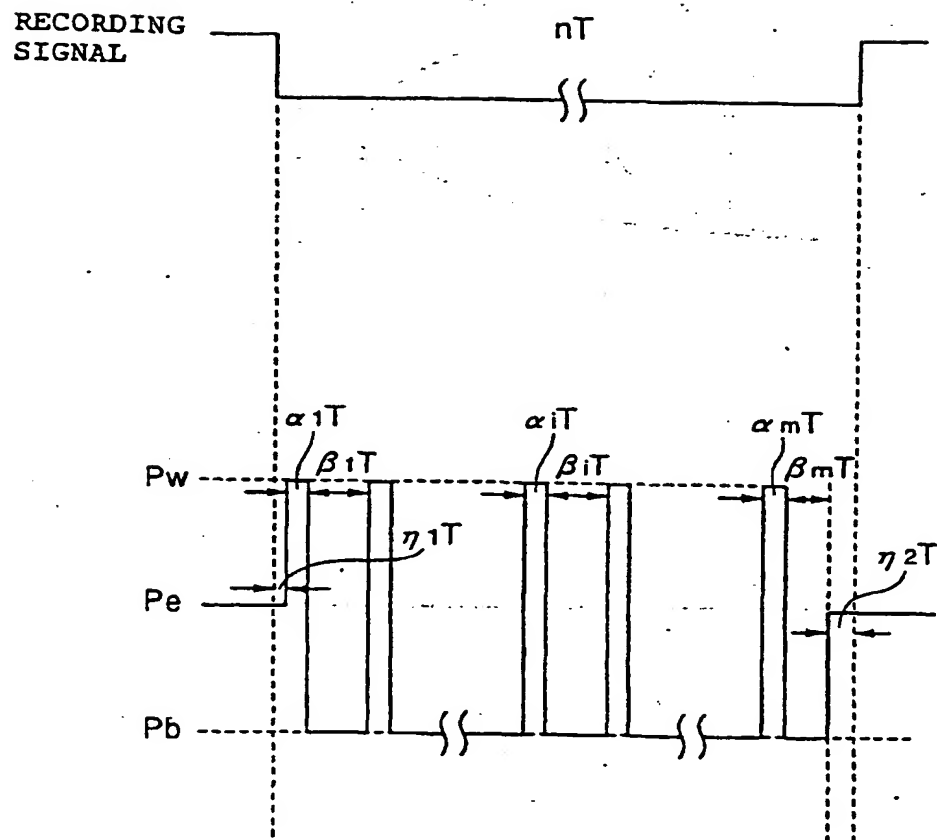 RECORDING
SIGNAL
nT
α1T
αiT
αmT
β1T
βiT
βmT
Pw
η1T
η2T
Pe
Pb